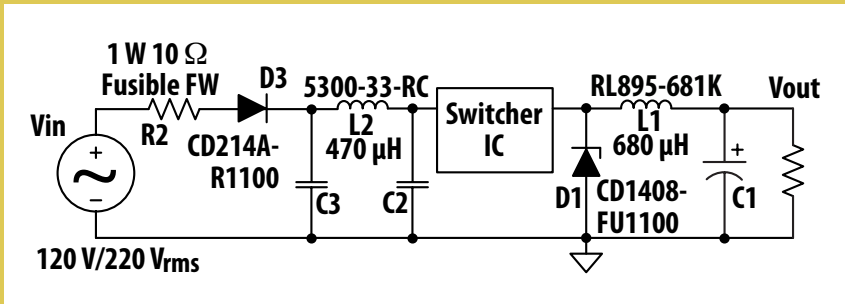 1 W 10 Ω
Fusible FW
D3
5300-33-RC
RL895-681K
Vout
Vin
R2
CD214A-
R1100
L2
470 µH
Switcher
IC
L1
680 µH
+
+
−
C3
C2
D1
CD1408-
FU1100
C1
120 V/220 Vrms